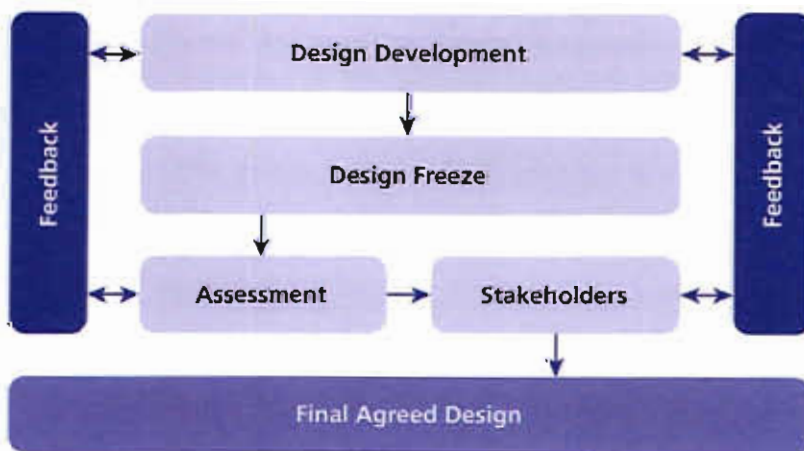 Design Development
Feedback
Design Freeze
Feedback
Assessment
Stakeholders
Final Agreed Design